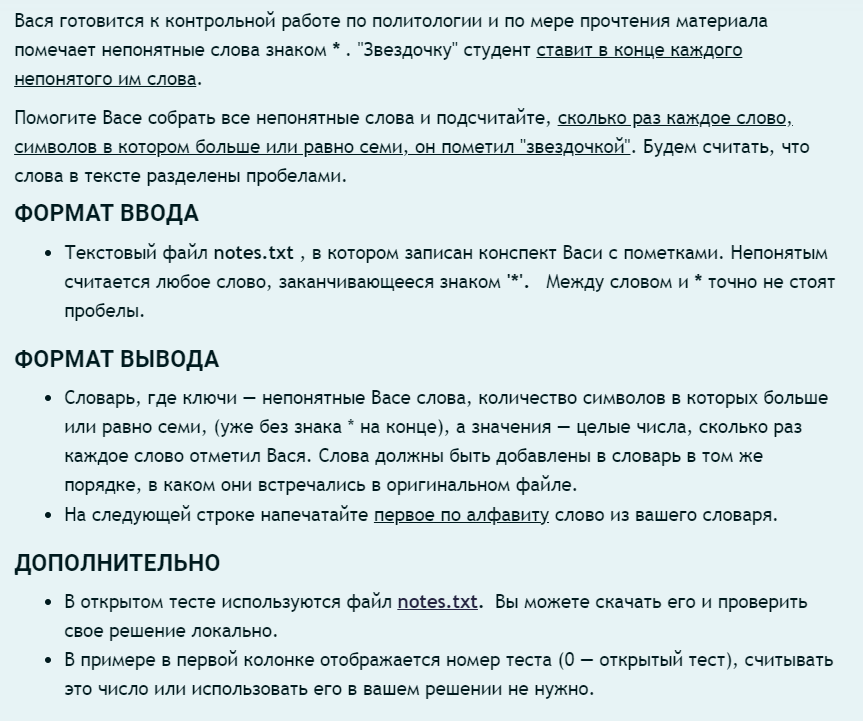 Вася готовится к контрольной работе по политологии и по мере прочтения материала
помечает непонятные слова знаком * . "Звездочку" студент ставит в конце каждого
непонятого им слова.
Помогите Васе собрать все непонятные слова и подсчитайте, сколько раз каждое слово,
символов в котором больше или равно семи, он пометил "звездочкой". Будем считать, что
слова в тексте разделены пробелами.
ФОРМАТ ВВОДА
• Текстовый файл notes.txt , в котором записан конспект Васи с пометками. Непонятым
считается любое слово, заканчивающееся знаком '*'. Между словом и * точно не стоят
пробелы.
ФОРМАТ ВЫВОДА
• Словарь, где ключи — непонятные Васе слова, количество символов в которых больше
или равно семи, (уже без знака * на конце), а значения — целые числа, сколько раз
каждое слово отметил Вася. Слова должны быть добавлены в словарь в том же
порядке, в каком они встречались в оригинальном файле.
• На следующей строке напечатайте первое по алфавиту слово из вашего словаря.
ДОПОЛНИТЕЛЬНО
• В открытом тесте используются файл notes.txt. Вы можете скачать его и проверить
свое решение локально.
• В примере в первой колонке отображается номер теста (0 — открытый тест), считывать
это число или использовать его в вашем решении не нужно.